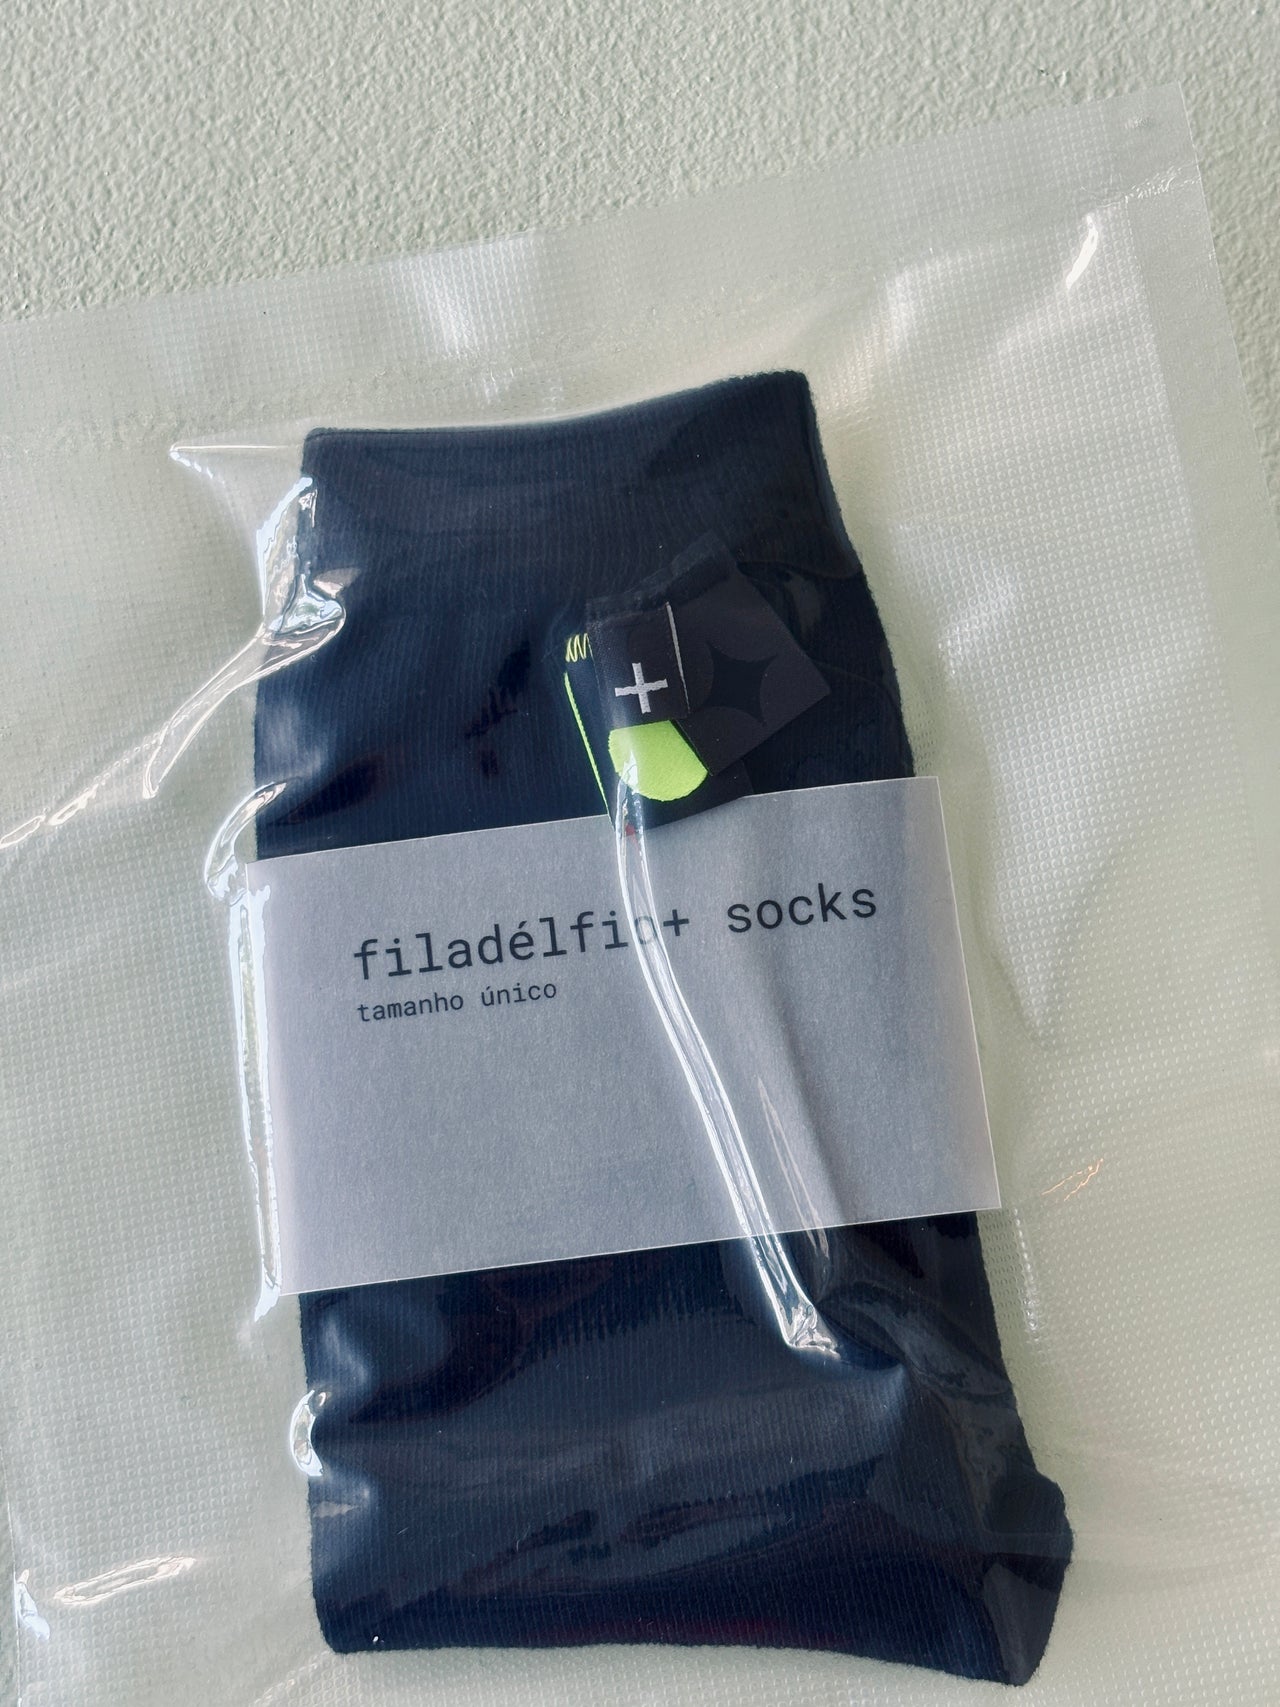 +
filadélfio+ socks
tamanho único